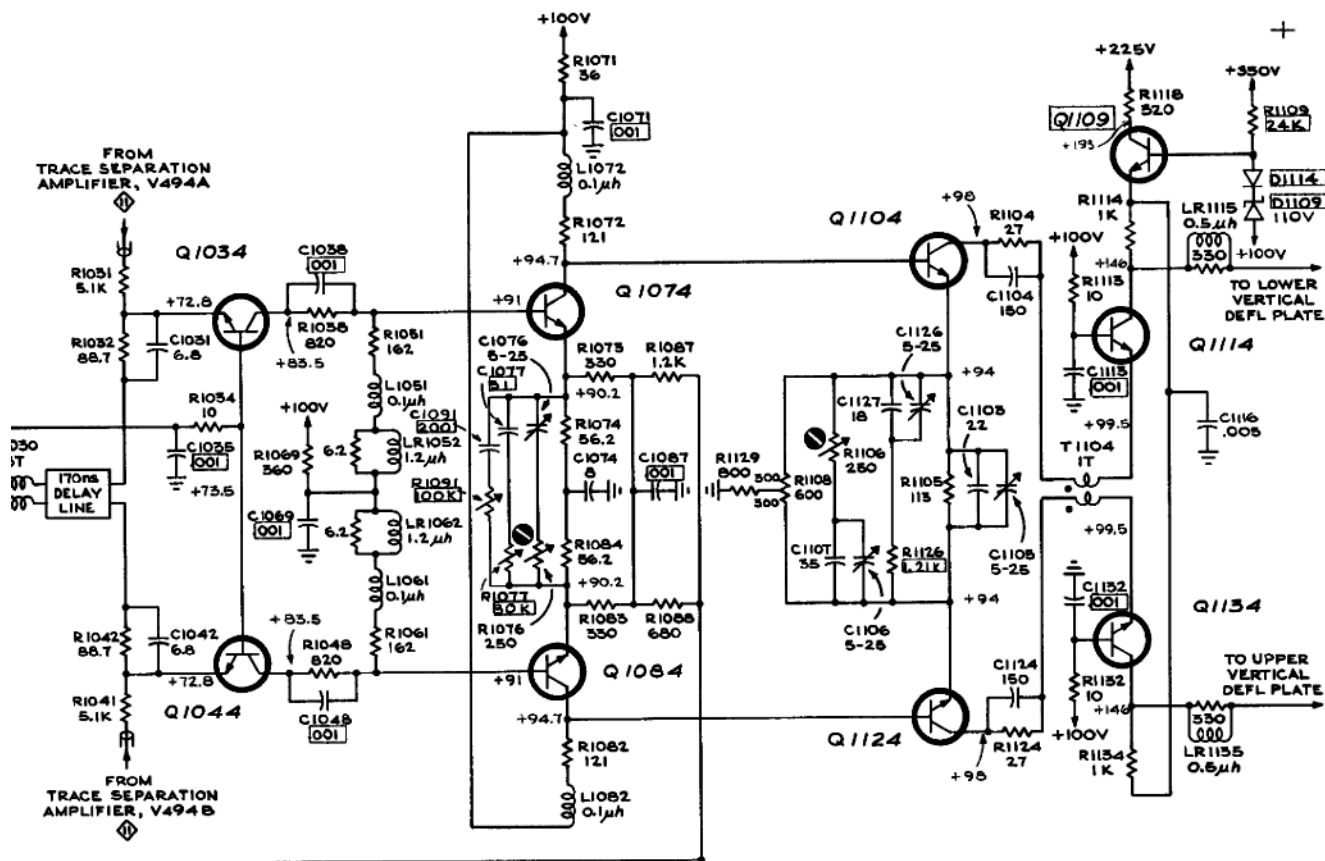 +100V
R1071
36
C1071
.001
+225V
R1118
320
+350V
R1109
24K
Q1109
+193
D1114
D1109
110V
+100V
FROM
TRACE SEPARATION
AMPLIFIER, V494A
11
L1072
0.1µh
R1072
121
Q1034
C1038
.001
R1031
5.1K
+72.8
R1032
88.7
C1031
6.8
R1038
820
+83.5
+94.7
+91
Q1074
Q1104
+98
R1104
27
C1104
150
R1114
1K
LR1115
0.5µh
330
+146
TO LOWER
VERTICAL
DEFL PLATE
+100V
R1113
10
C1113
.001
Q1114
+99.5
C1116
.005
R1034
10
C1035
.001
+73.5
R1051
162
L1051
0.1µh
6.2
LR1052
1.2µh
+100V
R1069
360
C1069
.001
6.2
LR1062
1.2µh
L1061
0.1µh
R1061
162
1030
170ns
DELAY
LINE
C1076
5-25
C1077
5.1
C1091
200
R1091
100K
R1077
50K
R1076
250
R1073
330
R1087
1.2K
+90.2
R1074
56.2
C1074
8
C1087
.001
R1084
56.2
+90.2
R1083
330
R1088
680
R1129
800
300
300
R1108
600
R1106
250
C1107
35
C1106
5-25
C1127
18
C1126
5-25
R1126
1.21K
+94
C1103
22
R1105
113
C1105
5-25
+94
T1104
1T
+99.5
C1132
.001
Q1134
R1132
10
+100V
+146
TO UPPER
VERTICAL
DEFL PLATE
330
LR1135
0.5µh
R1134
1K
R1042
88.7
C1042
6.8
+83.5
R1048
820
C1048
.001
+72.8
R1041
5.1K
Q1044
+91
Q1084
+94.7
R1082
121
L1082
0.1µh
Q1124
C1124
150
R1124
27
+98
FROM
TRACE SEPARATION
AMPLIFIER, V494B
11